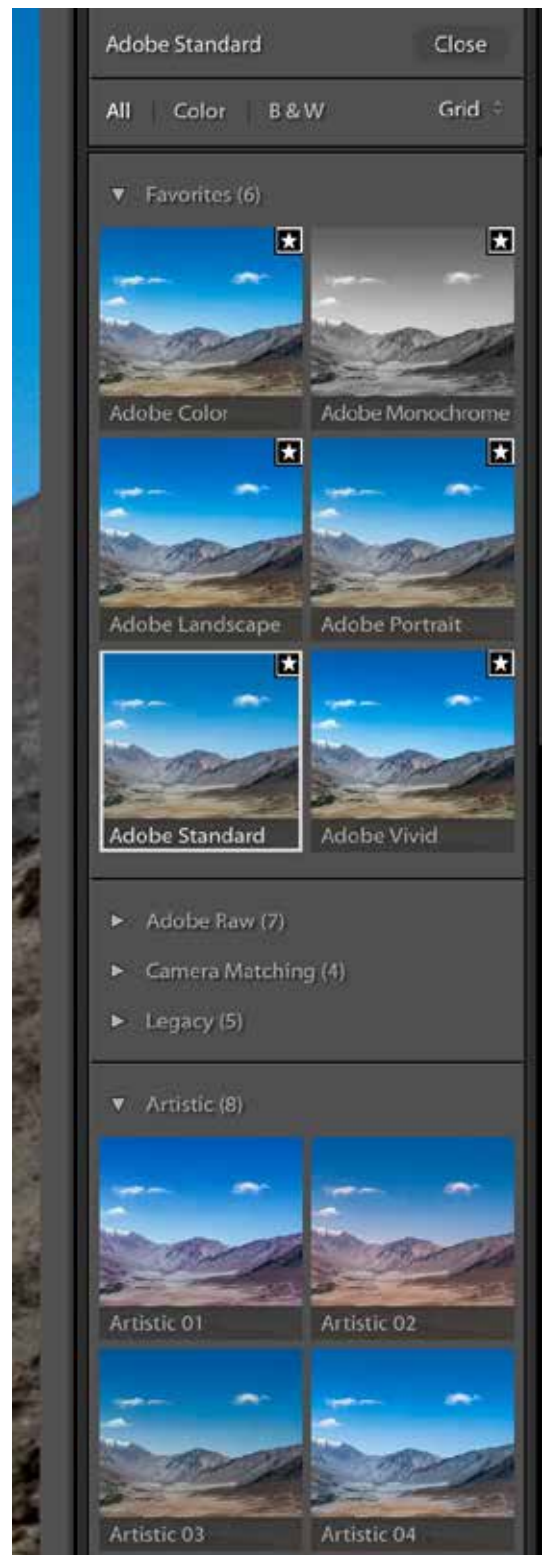 Adobe Standard Close
All Color B & W Grid
Favorites (6)
Adobe Color Adobe Monochrome
Adobe Landscape Adobe Portrait
Adobe Standard Adobe Vivid
Adobe Raw (7)
Camera Matching (4)
Legacy (5)
Artistic (8)
Artistic 01 Artistic 02
Artistic 03 Artistic 04